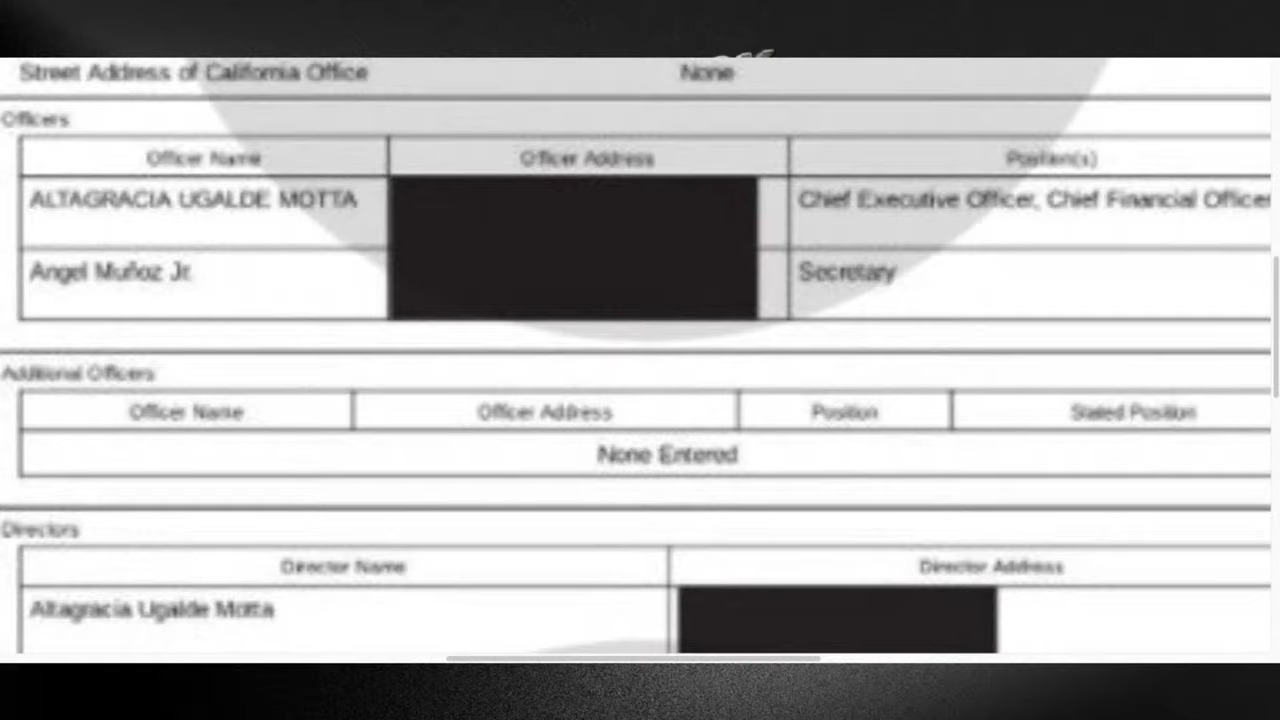 Street Address of California Office None
Officers
Officer Name Officer Address Position(s)
ALTAGRACIA UGALDE MOTTA Chief Executive Officer, Chief Financial Officer
Angel Muñoz Jr. Secretary
Additional Officers
Officer Name Officer Address Position Stated Position
None Entered
Directors
Director Name Director Address
Altagracia Ugalde Motta